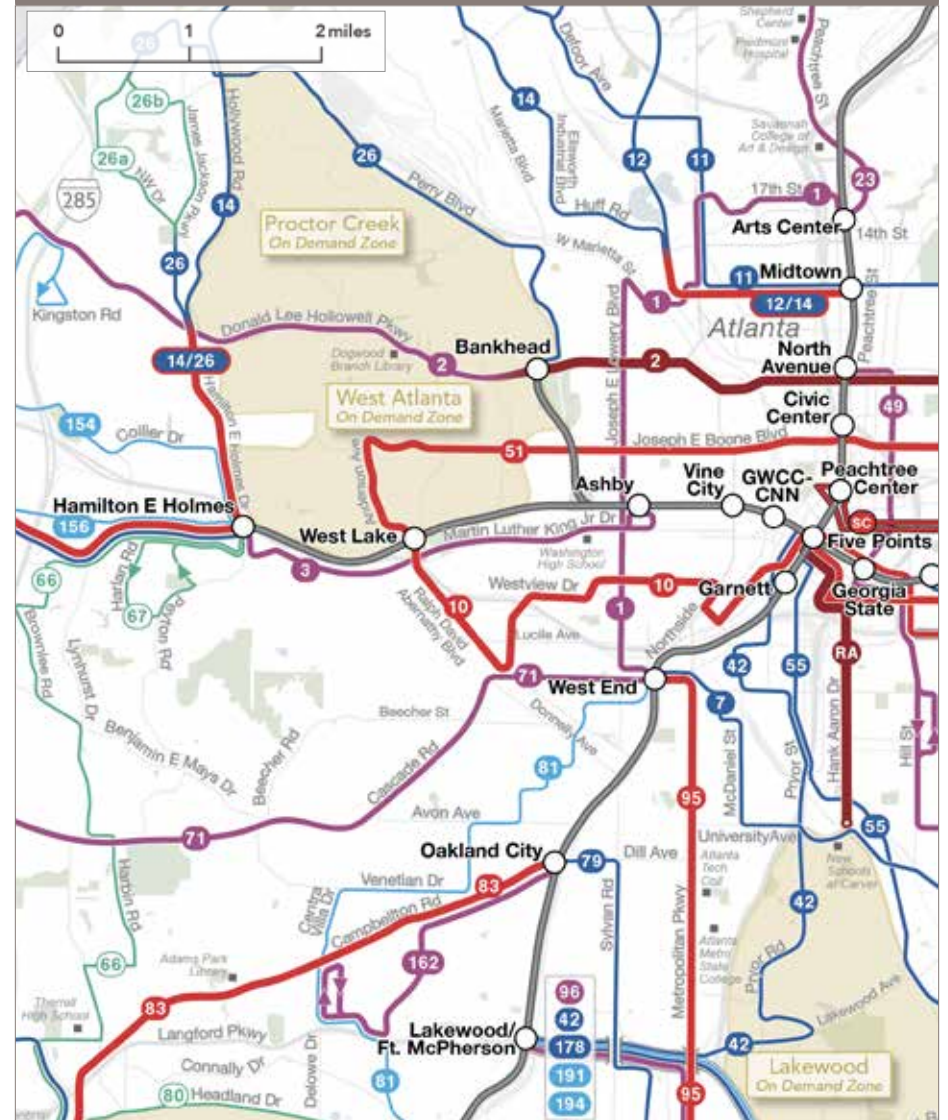 0 1 2 miles
26
26b
26a
NW Dr
James Jackson Pkwy
Hollywood Rd
14
26
285
26
Perry Blvd
Proctor Creek
On Demand Zone
14
Marietta Blvd
Ellsworth
Industrial Blvd
Defoor Ave
12
11
Huff Rd
W Marietta St
Shepherd
Center
Piedmont
Hospital
Peachtree St
Savannah
College of
Art & Design
23
17th St
1
Arts Center
14th St
11
Midtown
12/14
1
Atlanta
Peachtree St
Kingston Rd
14/26
Donald Lee Hollowell Pkwy
Dogwood
Branch Library
2
Bankhead
2
North
Avenue
Joseph E Lowery Blvd
49
West Atlanta
On Demand Zone
Civic
Center
154
Collier Dr
Hamilton E Holmes Dr
Anderson Ave
51
Joseph E Boone Blvd
Hamilton E Holmes
156
West Lake
Ashby
Vine
City
GWCC-
CNN
Peachtree
Center
SC
Five Points
Martin Luther King Jr Dr
Washington
High School
3
66
Harlan Rd
67
Peyton Rd
Westview Dr
10
10
Ralph David
Abernathy Blvd
Lucile Ave
1
Northside
Garnett
Georgia
State
RA
42
55
Brownlee Rd
Lynhurst Dr
Benjamin E Mays Dr
Beecher Rd
Beecher St
71
West End
7
Donnelly Ave
81
Cascade Rd
McDaniel St
Pryor St
Hank Aaron Dr
Hill St
95
Avon Ave
71
Oakland City
79
Dill Ave
University Ave
55
Atlanta
Tech
Coll
New
Schools
at Carver
Harbin Rd
Venetian Dr
83
Centra
Villa Dr
Campbellton Rd
162
Sylvan Rd
Metropolitan Pkwy
42
Atlanta
Metro
State
College
Pryor Rd
66
Adams Park
Library
Therrell
High School
83
Langford Pkwy
Connally Dr
80
Headland Dr
Delowe Dr
81
Lakewood/
Ft. McPherson
96
42
178
191
194
95
42
Lakewood Ave
Lakewood
On Demand Zone